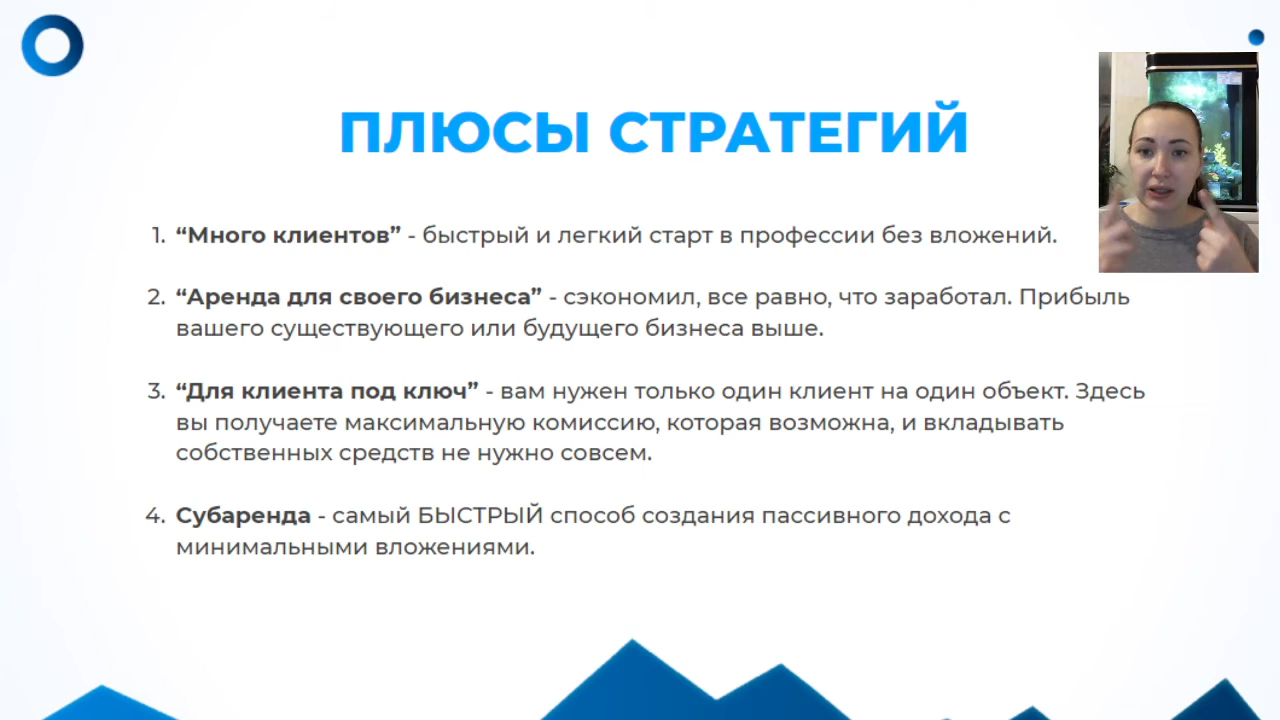 ПЛЮСЫ СТРАТЕГИЙ
1. “Много клиентов” - быстрый и легкий старт в профессии без вложений.
2. “Аренда для своего бизнеса” - сэкономил, все равно, что заработал. Прибыль
вашего существующего или будущего бизнеса выше.
3. “Для клиента под ключ” - вам нужен только один клиент на один объект. Здесь
вы получаете максимальную комиссию, которая возможна, и вкладывать
собственных средств не нужно совсем.
4. Субаренда - самый БЫСТРЫЙ способ создания пассивного дохода с
минимальными вложениями.